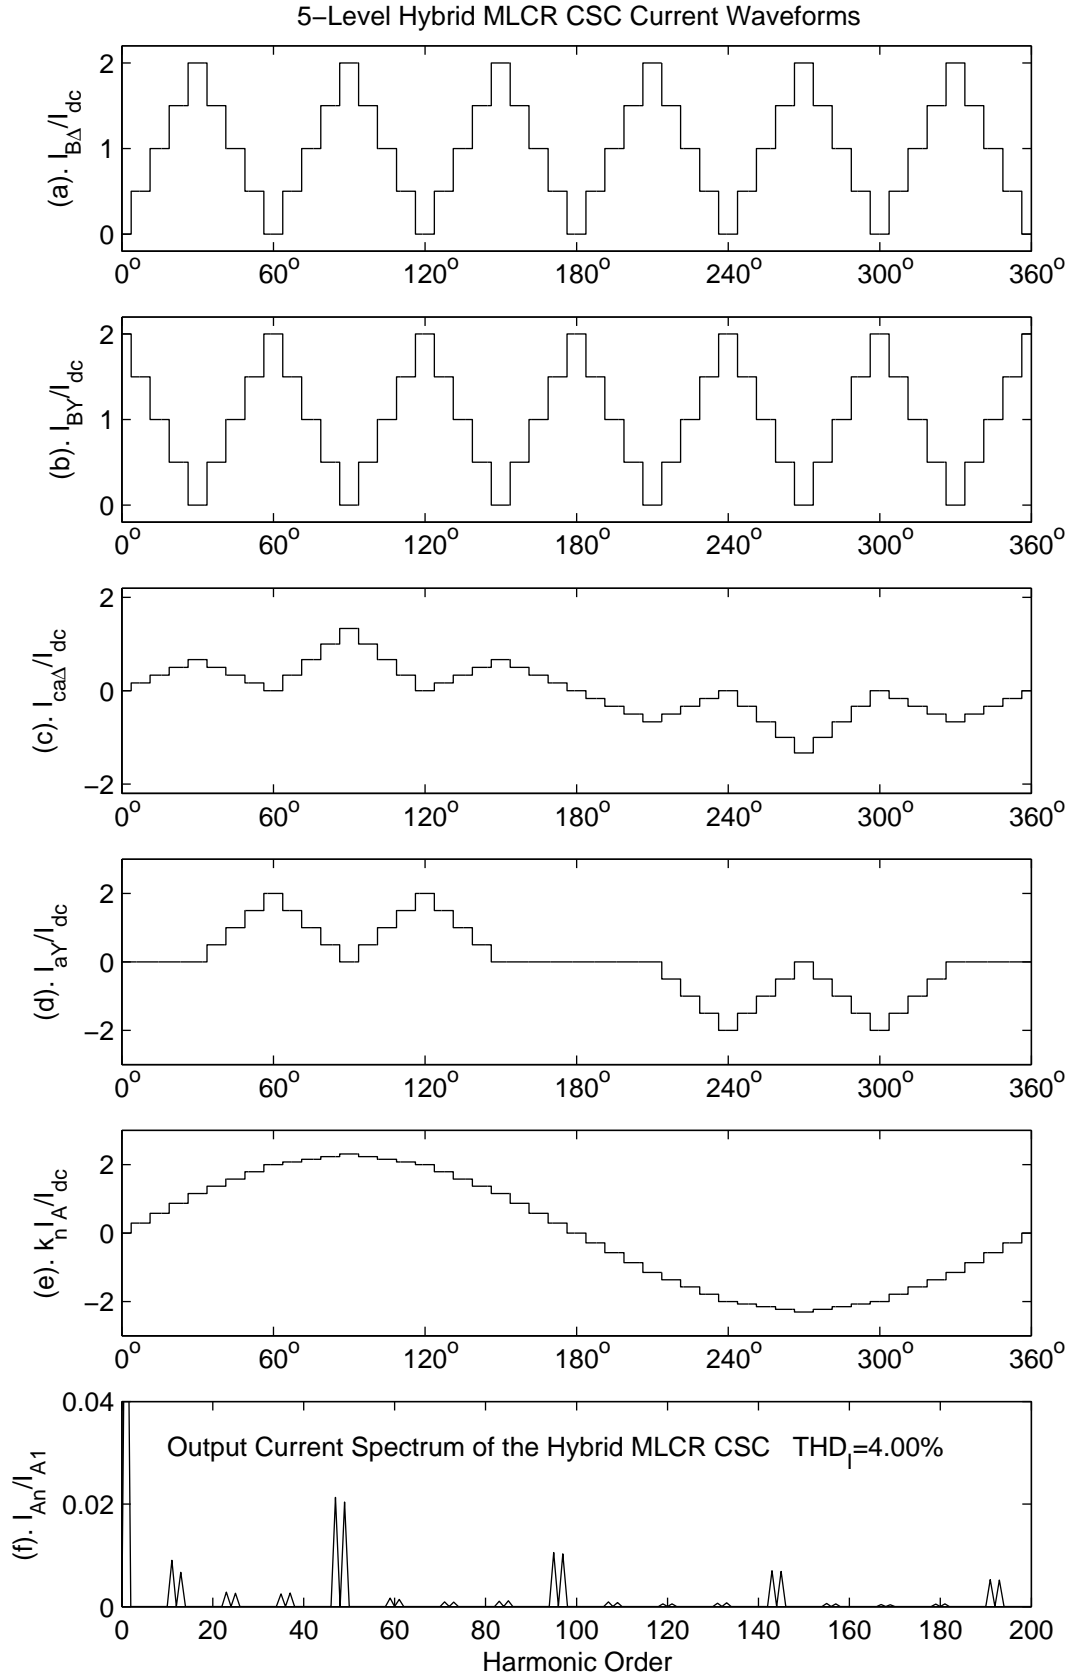 5−Level Hybrid MLCR CSC Current Waveforms
(a). I_BΔ/I_dc
2
1
0
0° 60° 120° 180° 240° 300° 360°
(b). I_BY/I_dc
2
1
0
0° 60° 120° 180° 240° 300° 360°
(c). I_caΔ/I_dc
2
0
−2
0° 60° 120° 180° 240° 300° 360°
(d). I_aY/I_dc
2
0
−2
0° 60° 120° 180° 240° 300° 360°
(e). k_n I_A/I_dc
2
0
−2
0° 60° 120° 180° 240° 300° 360°
(f). I_An/I_A1
0.04
Output Current Spectrum of the Hybrid MLCR CSC THD_I=4.00%
0.02
0
0 20 40 60 80 100 120 140 160 180 200
Harmonic Order